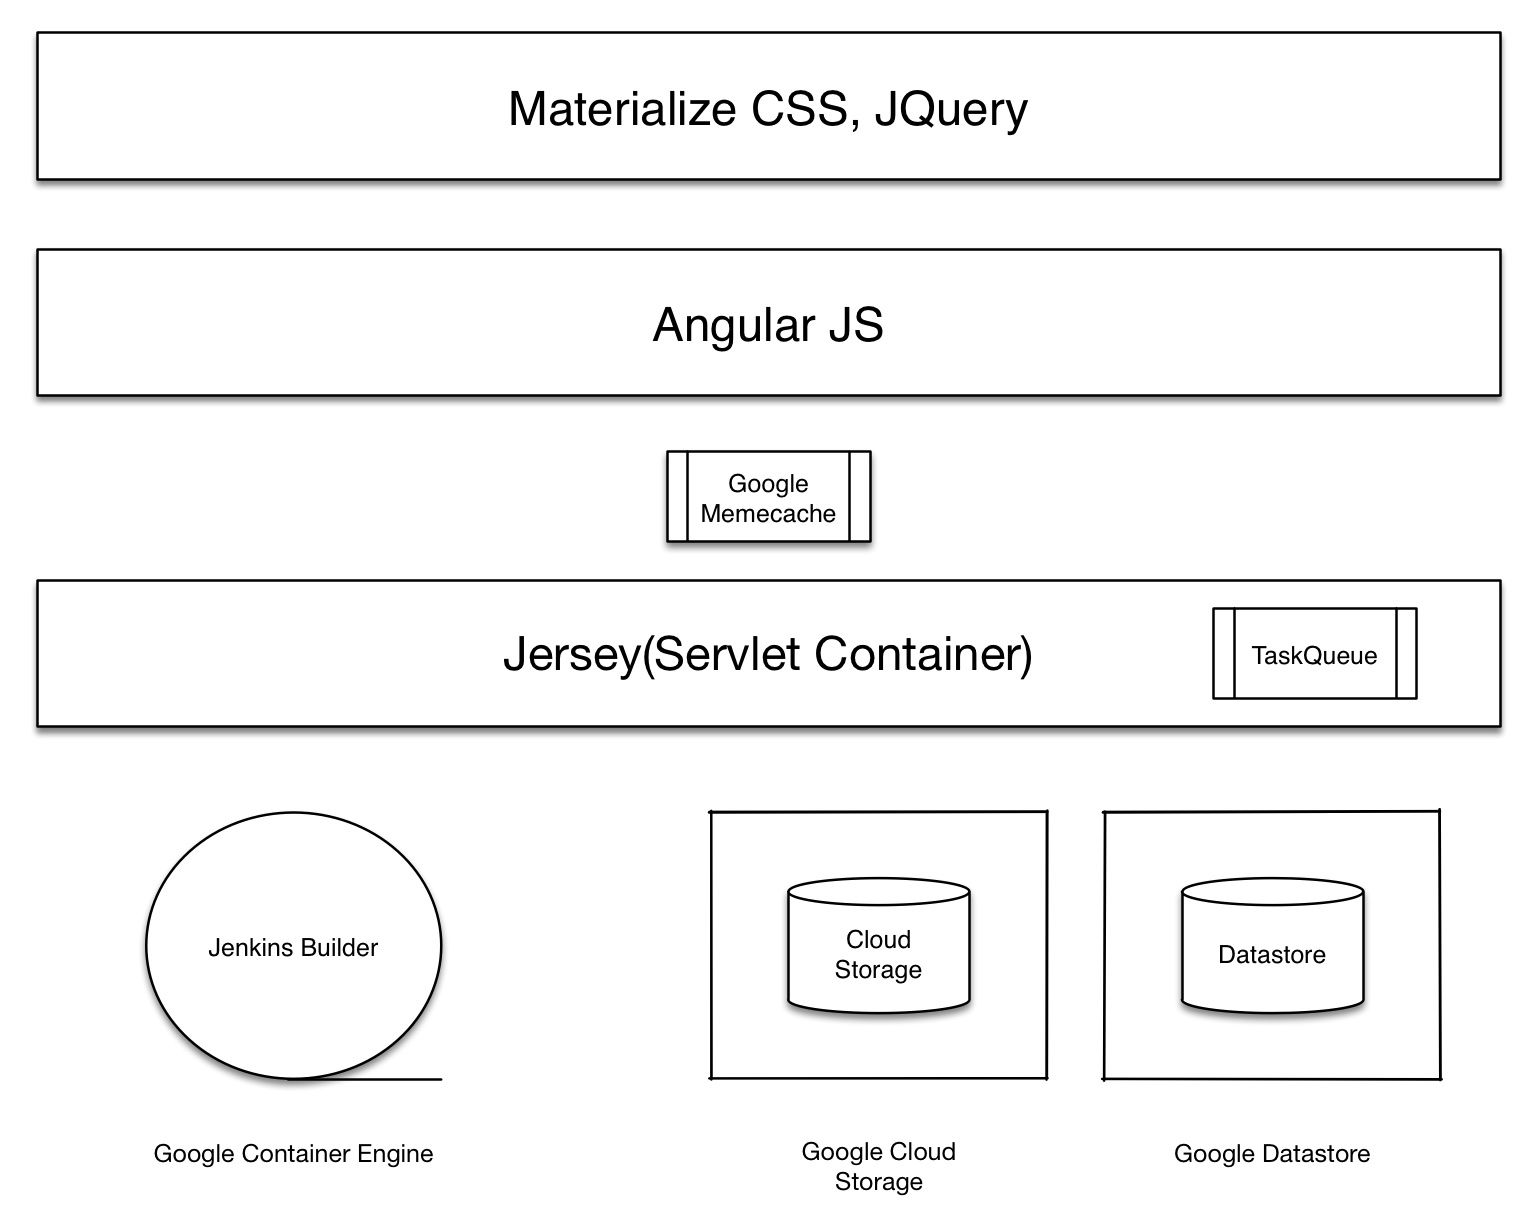 Materialize CSS, JQuery
Angular JS
Google
Memecache
Jersey(Servlet Container)
TaskQueue
Jenkins Builder
Cloud
Storage
Datastore
Google Container Engine
Google Cloud
Storage
Google Datastore